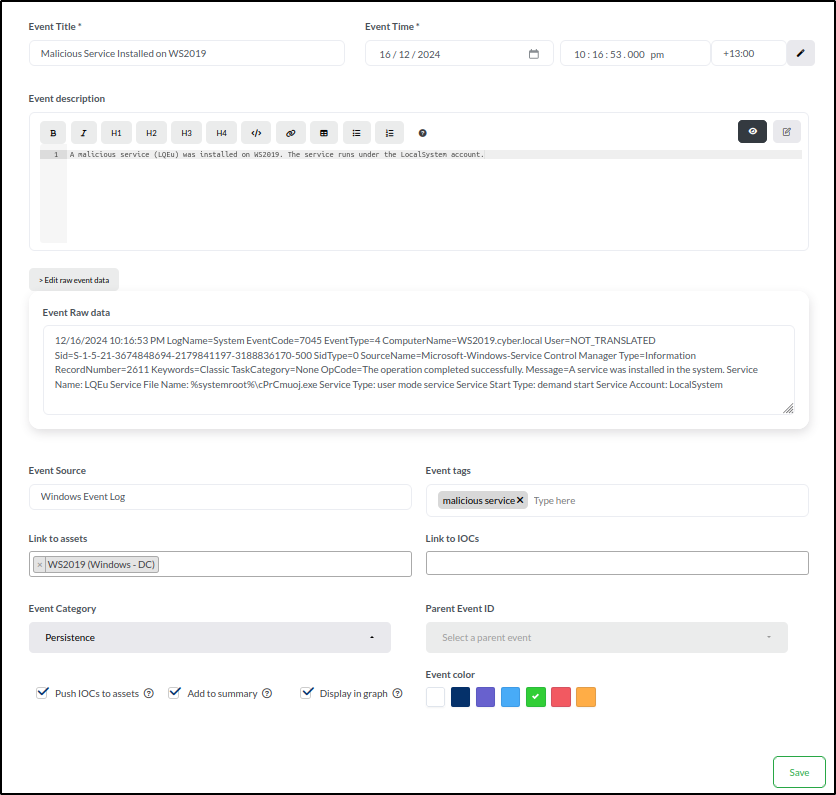 Event Title *
Event Time *
Malicious Service Installed on WS2019
16 / 12 / 2024
10 : 16 : 53 . 000 pm
+13:00
Event description
B I H1 H2 H3 H4 </>
1 A malicious service (LQEu) was installed on WS2019. The service runs under the LocalSystem account.
> Edit raw event data
Event Raw data
12/16/2024 10:16:53 PM LogName=System EventCode=7045 EventType=4 ComputerName=WS2019.cyber.local User=NOT_TRANSLATED
Sid=S-1-5-21-3674848694-2179841197-3188836170-500 SidType=0 SourceName=Microsoft-Windows-Service Control Manager Type=Information
RecordNumber=2611 Keywords=Classic TaskCategory=None OpCode=The operation completed successfully. Message=A service was installed in the system. Service
Name: LQEu Service File Name: %systemroot%\cPrCmuoj.exe Service Type: user mode service Service Start Type: demand start Service Account: LocalSystem
Event Source
Event tags
Windows Event Log
malicious service× Type here
Link to assets
Link to IOCs
× WS2019 (Windows - DC)
Event Category
Parent Event ID
Persistence
Select a parent event
Event color
Push IOCs to assets ?
Add to summary ?
Display in graph ?
Save